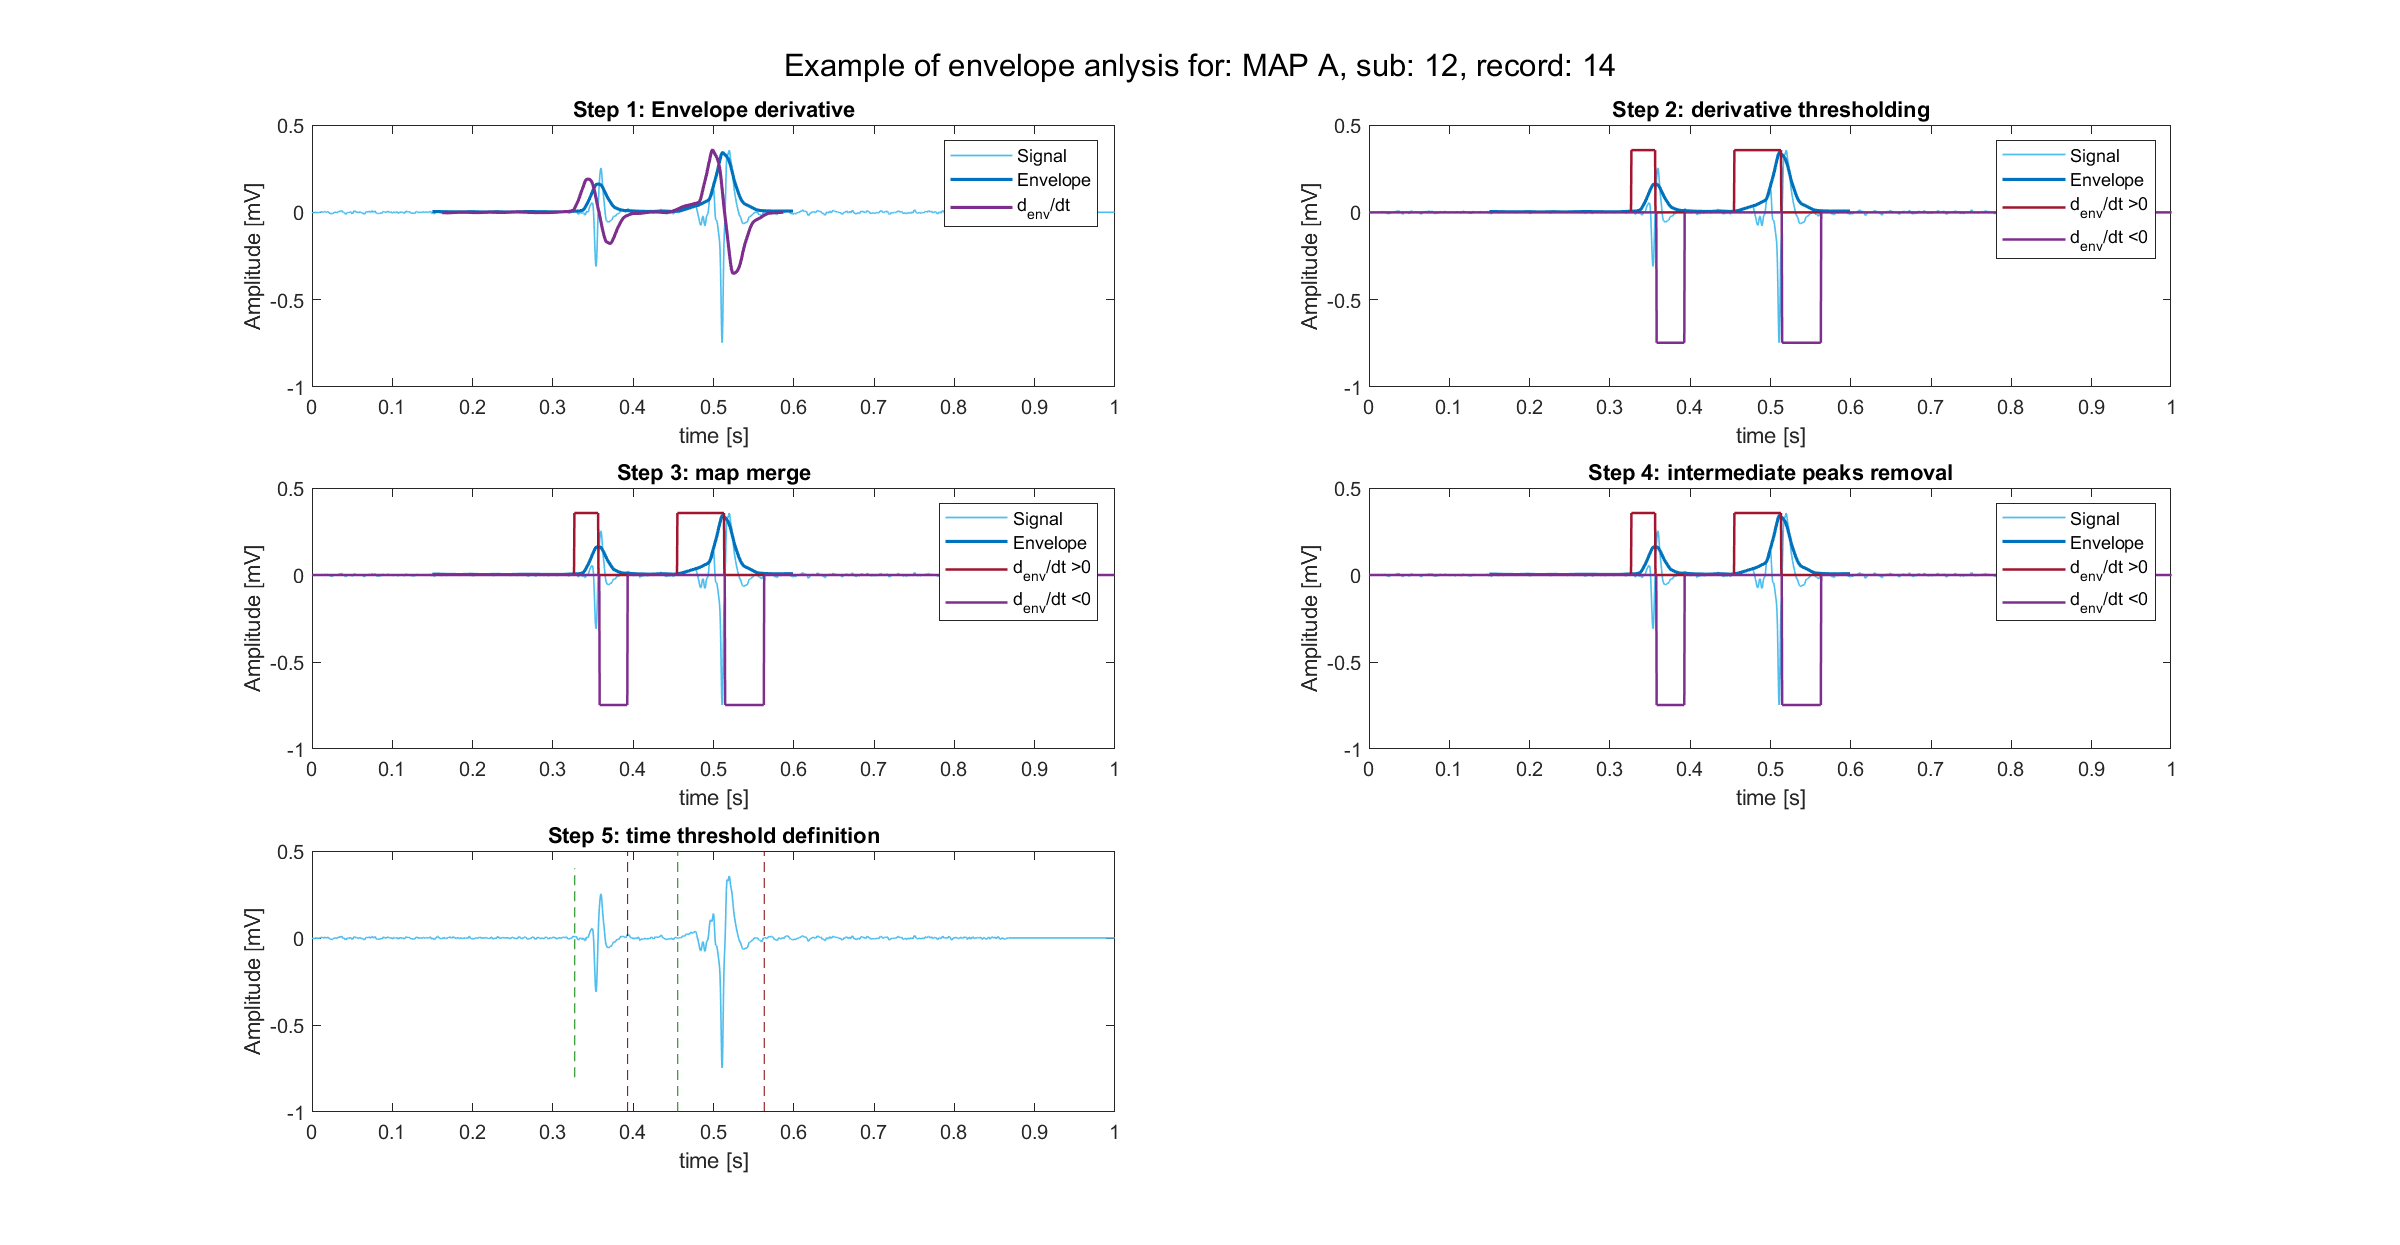 Example of envelope anlysis for: MAP A, sub: 12, record: 14
Step 1: Envelope derivative
0.5
0
-0.5
-1
Amplitude [mV]
Signal
Envelope
d_env/dt
0 0.1 0.2 0.3 0.4 0.5 0.6 0.7 0.8 0.9 1
time [s]
Step 2: derivative thresholding
0.5
0
-0.5
-1
Amplitude [mV]
Signal
Envelope
d_env/dt >0
d_env/dt <0
0 0.1 0.2 0.3 0.4 0.5 0.6 0.7 0.8 0.9 1
time [s]
Step 3: map merge
0.5
0
-0.5
-1
Amplitude [mV]
Signal
Envelope
d_env/dt >0
d_env/dt <0
0 0.1 0.2 0.3 0.4 0.5 0.6 0.7 0.8 0.9 1
time [s]
Step 4: intermediate peaks removal
0.5
0
-0.5
-1
Amplitude [mV]
Signal
Envelope
d_env/dt >0
d_env/dt <0
0 0.1 0.2 0.3 0.4 0.5 0.6 0.7 0.8 0.9 1
time [s]
Step 5: time threshold definition
0.5
0
-0.5
-1
Amplitude [mV]
0 0.1 0.2 0.3 0.4 0.5 0.6 0.7 0.8 0.9 1
time [s]